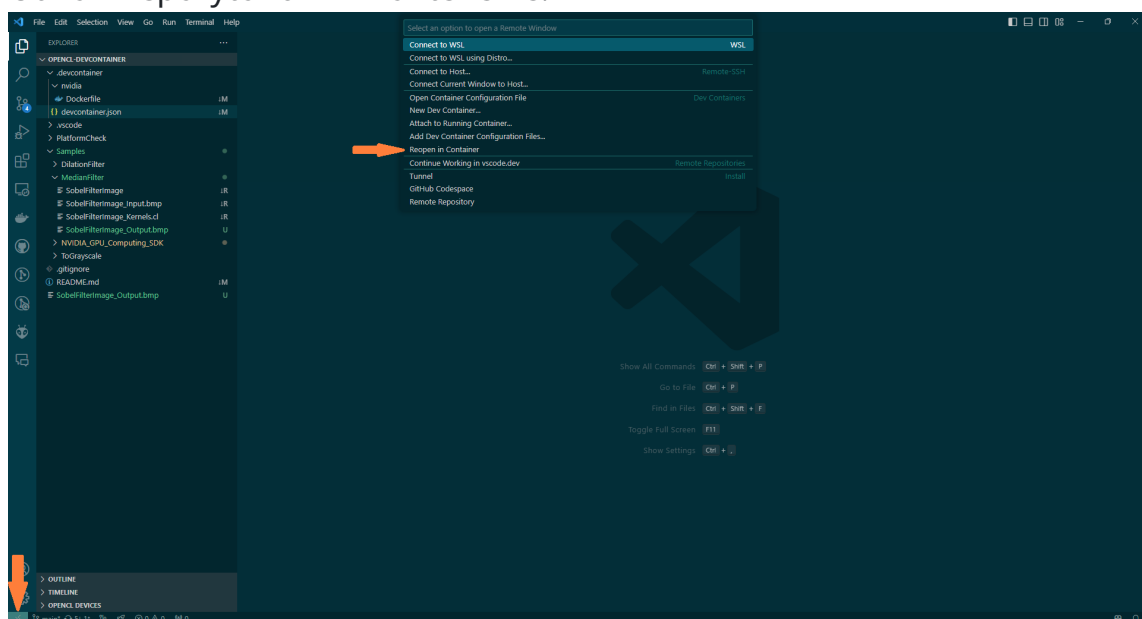 File Edit Selection View Go Run Terminal Help
Select an option to open a Remote Window
Connect to WSL WSL
Connect to WSL using Distro...
Connect to Host... Remote-SSH
Connect Current Window to Host...
Open Container Configuration File Dev Containers
New Dev Container...
Attach to Running Container...
Add Dev Container Configuration Files...
Reopen in Container
Continue Working in vscode.dev Remote Repositories
Tunnel Install
GitHub Codespace
Remote Repository
EXPLORER ...
OPENCL-DEVCONTAINER
.devcontainer
nvidia
Dockerfile ↓M
{} devcontainer.json ↓M
.vscode
PlatformCheck
Samples
DilationFilter
MedianFilter
SobelFilterImage ↓R
SobelFilterImage_Input.bmp ↓R
SobelFilterImage_Kernels.cl ↓R
SobelFilterImage_Output.bmp U
NVIDIA_GPU_Computing_SDK
ToGrayscale
.gitignore
README.md ↓M
SobelFilterImage_Output.bmp U
Show All Commands Ctrl + Shift + P
Go to File Ctrl + P
Find in Files Ctrl + Shift + F
Toggle Full Screen F11
Show Settings Ctrl + ,
OUTLINE
TIMELINE
OPENCL DEVICES